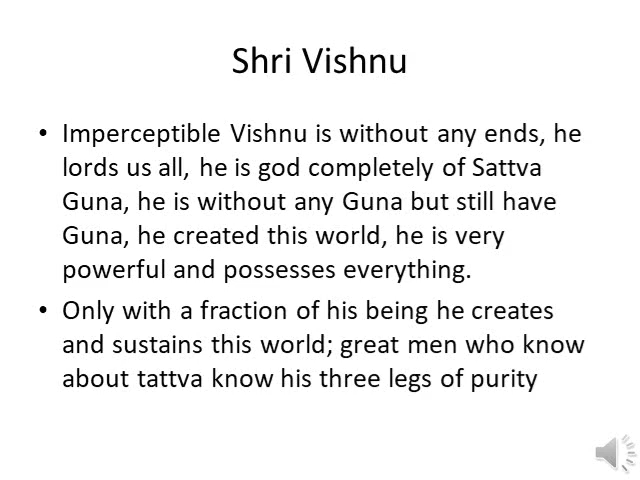 Shri Vishnu
• Imperceptible Vishnu is without any ends, he
lords us all, he is god completely of Sattva
Guna, he is without any Guna but still have
Guna, he created this world, he is very
powerful and possesses everything.
• Only with a fraction of his being he creates
and sustains this world; great men who know
about tattva know his three legs of purity